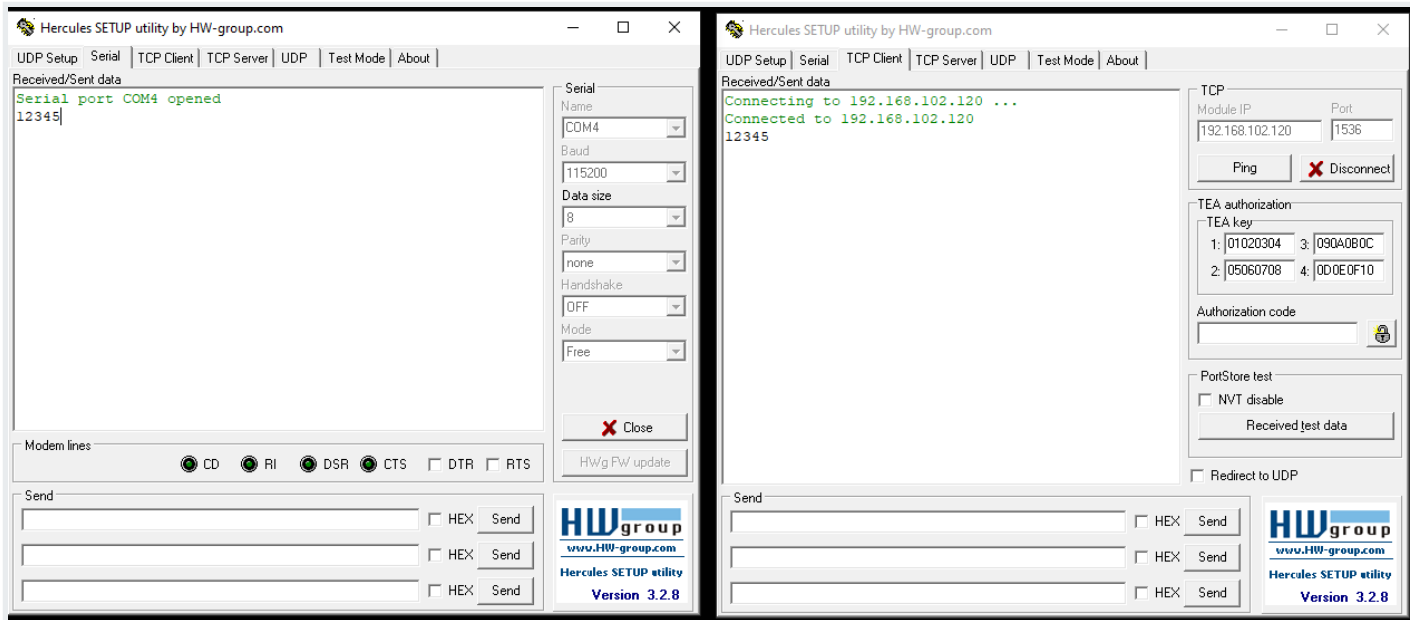 Hercules SETUP utility by HW-group.com
UDP Setup Serial TCP Client TCP Server UDP Test Mode About
Received/Sent data
Serial port COM4 opened
12345
Serial
Name
COM4
Baud
115200
Data size
8
Parity
none
Handshake
OFF
Mode
Free
Close
HWg FW update
Modem lines
CD RI DSR CTS DTR RTS
Send
HEX Send
HEX Send
HEX Send
HWgroup
www.HW-group.com
Hercules SETUP utility
Version 3.2.8
Hercules SETUP utility by HW-group.com
UDP Setup Serial TCP Client TCP Server UDP Test Mode About
Received/Sent data
Connecting to 192.168.102.120 ...
Connected to 192.168.102.120
12345
TCP
Module IP Port
192.168.102.120 1536
Ping Disconnect
TEA authorization
TEA key
1: 01020304 3: 090A0B0C
2: 05060708 4: 0D0E0F10
Authorization code
PortStore test
NVT disable
Received test data
Redirect to UDP
Send
HEX Send
HEX Send
HEX Send
HWgroup
www.HW-group.com
Hercules SETUP utility
Version 3.2.8